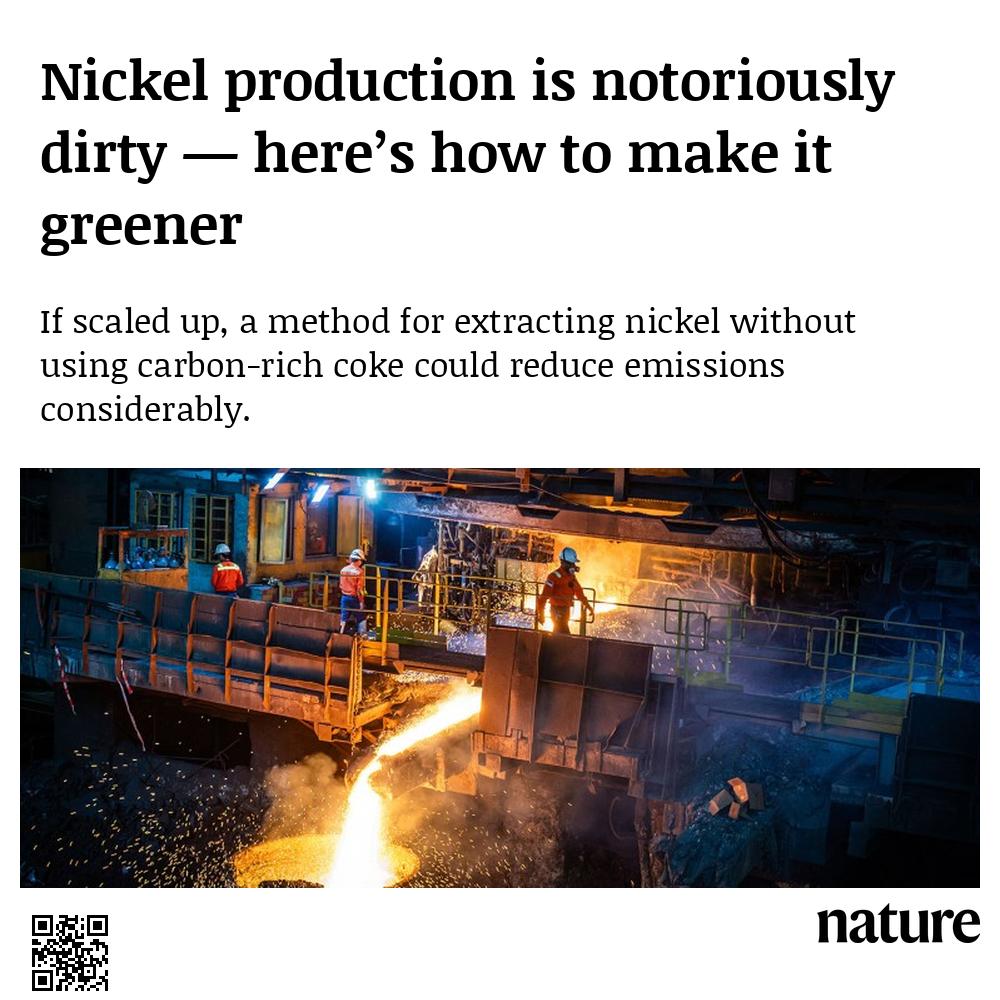 Nickel production is notoriously
dirty — here’s how to make it
greener
If scaled up, a method for extracting nickel without
using carbon-rich coke could reduce emissions
considerably.
nature